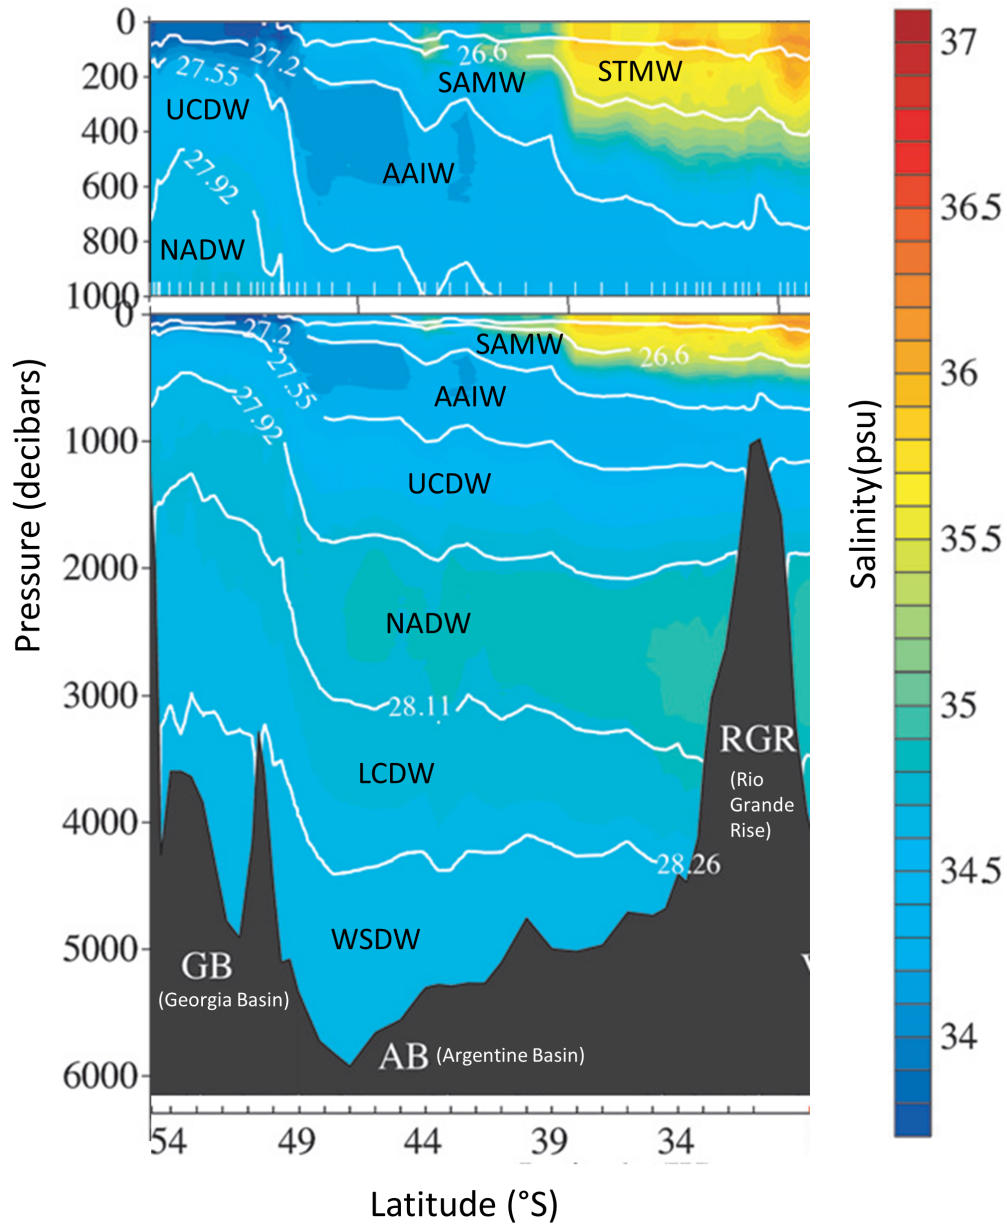 0
200
400
600
800
1000
27.2
27.55
26.6
STMW
SAMW
UCDW
AAIW
27.92
NADW
0
1000
2000
3000
4000
5000
6000
Pressure (decibars)
27.2
SAMW
26.6
27.55
AAIW
27.92
UCDW
NADW
28.11
RGR
LCDW
(Rio
Grande
Rise)
28.26
WSDW
GB
(Georgia Basin)
AB (Argentine Basin)
54 49 44 39 34
Latitude (°S)
Salinity(psu)
37
36.5
36
35.5
35
34.5
34